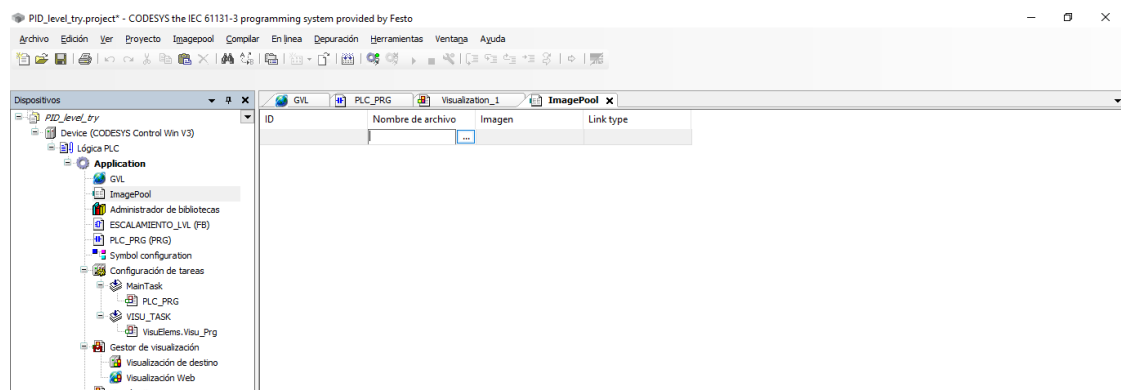 PID_level_try.project* - CODESYS the IEC 61131-3 programming system provided by Festo
Archivo Edición Ver Proyecto Imagepool Compilar En línea Depuración Herramientas Ventana Ayuda
Dispositivos
GVL PLC_PRG Visualization_1 ImagePool
PID_level_try
ID Nombre de archivo Imagen Link type
Device (CODESYS Control Win V3)
...
Lógica PLC
Application
GVL
ImagePool
Administrador de bibliotecas
ESCALAMIENTO_LVL (FB)
PLC_PRG (PRG)
Symbol configuration
Configuración de tareas
MainTask
PLC_PRG
VISU_TASK
VisuElems.Visu_Prg
Gestor de visualización
Visualización de destino
Visualización Web